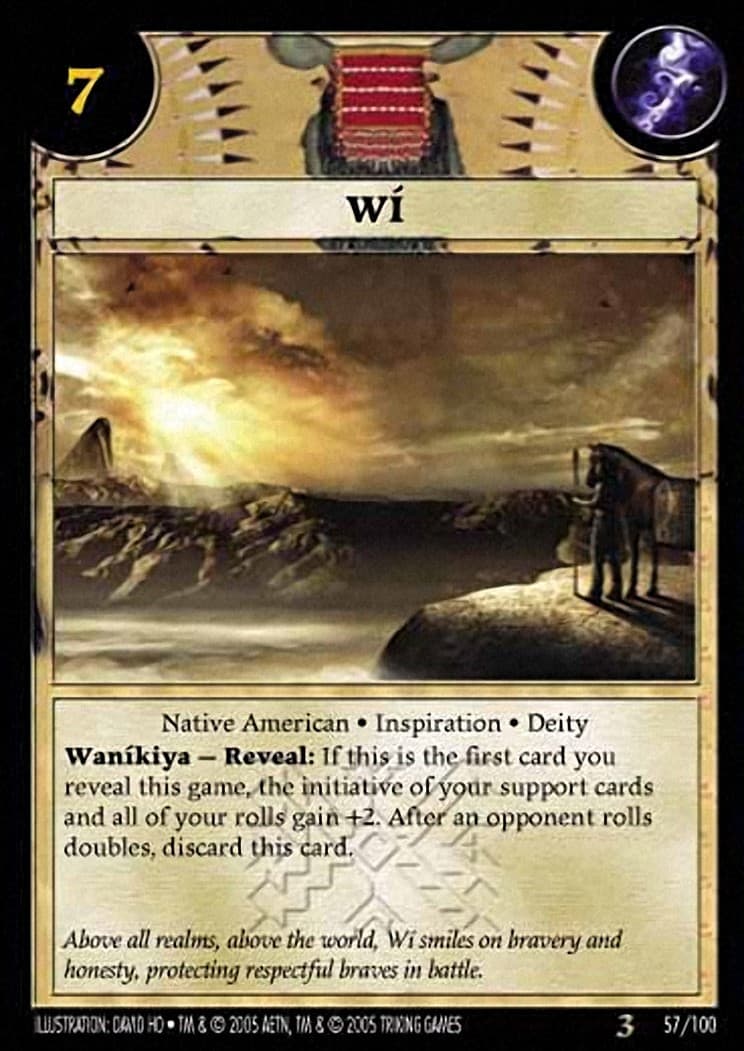 7
Wí
Native American • Inspiration • Deity
Waníkiya – Reveal: If this is the first card you
reveal this game, the initiative of your support cards
and all of your rolls gain +2. After an opponent rolls
doubles, discard this card.
Above all realms, above the world, Wí smiles on bravery and
honesty, protecting respectful braves in battle.
ILLUSTRATION: DAVID HO • TM & © 2005 AETN, TM & © 2005 TRIKING GAMES 3 57/100